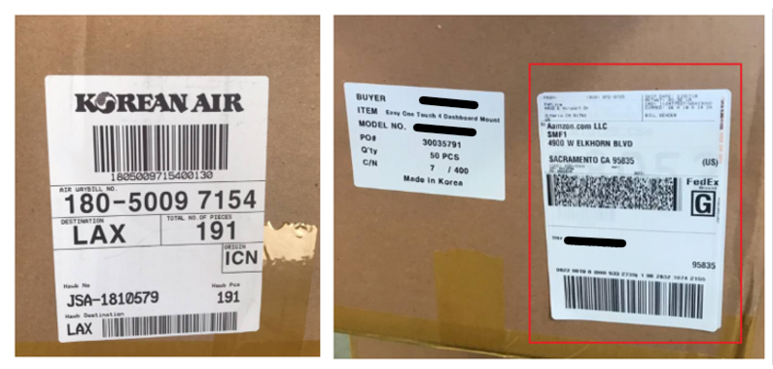 KOREAN AIR
1805009715400130
AIR WAYBILL NO.
180-5009 7154
DESTINATION
TOTAL NO. OF PIECES
LAX
191
ORIGIN
ICN
Hawb No
Hawb Pcs
JSA-1810579
191
Hawb Destination
LAX
BUYER
ITEM Easy One Touch 4 Dashboard Mount
MODEL NO.
PO# 30035791
Q'ty 50 PCS
C/N 7 / 400
Made in Korea
Aamzon.com LLC
SMF1
4900 W ELKHORN BLVD
SACRAMENTO CA 95835
(US)
FedEx
G
95835